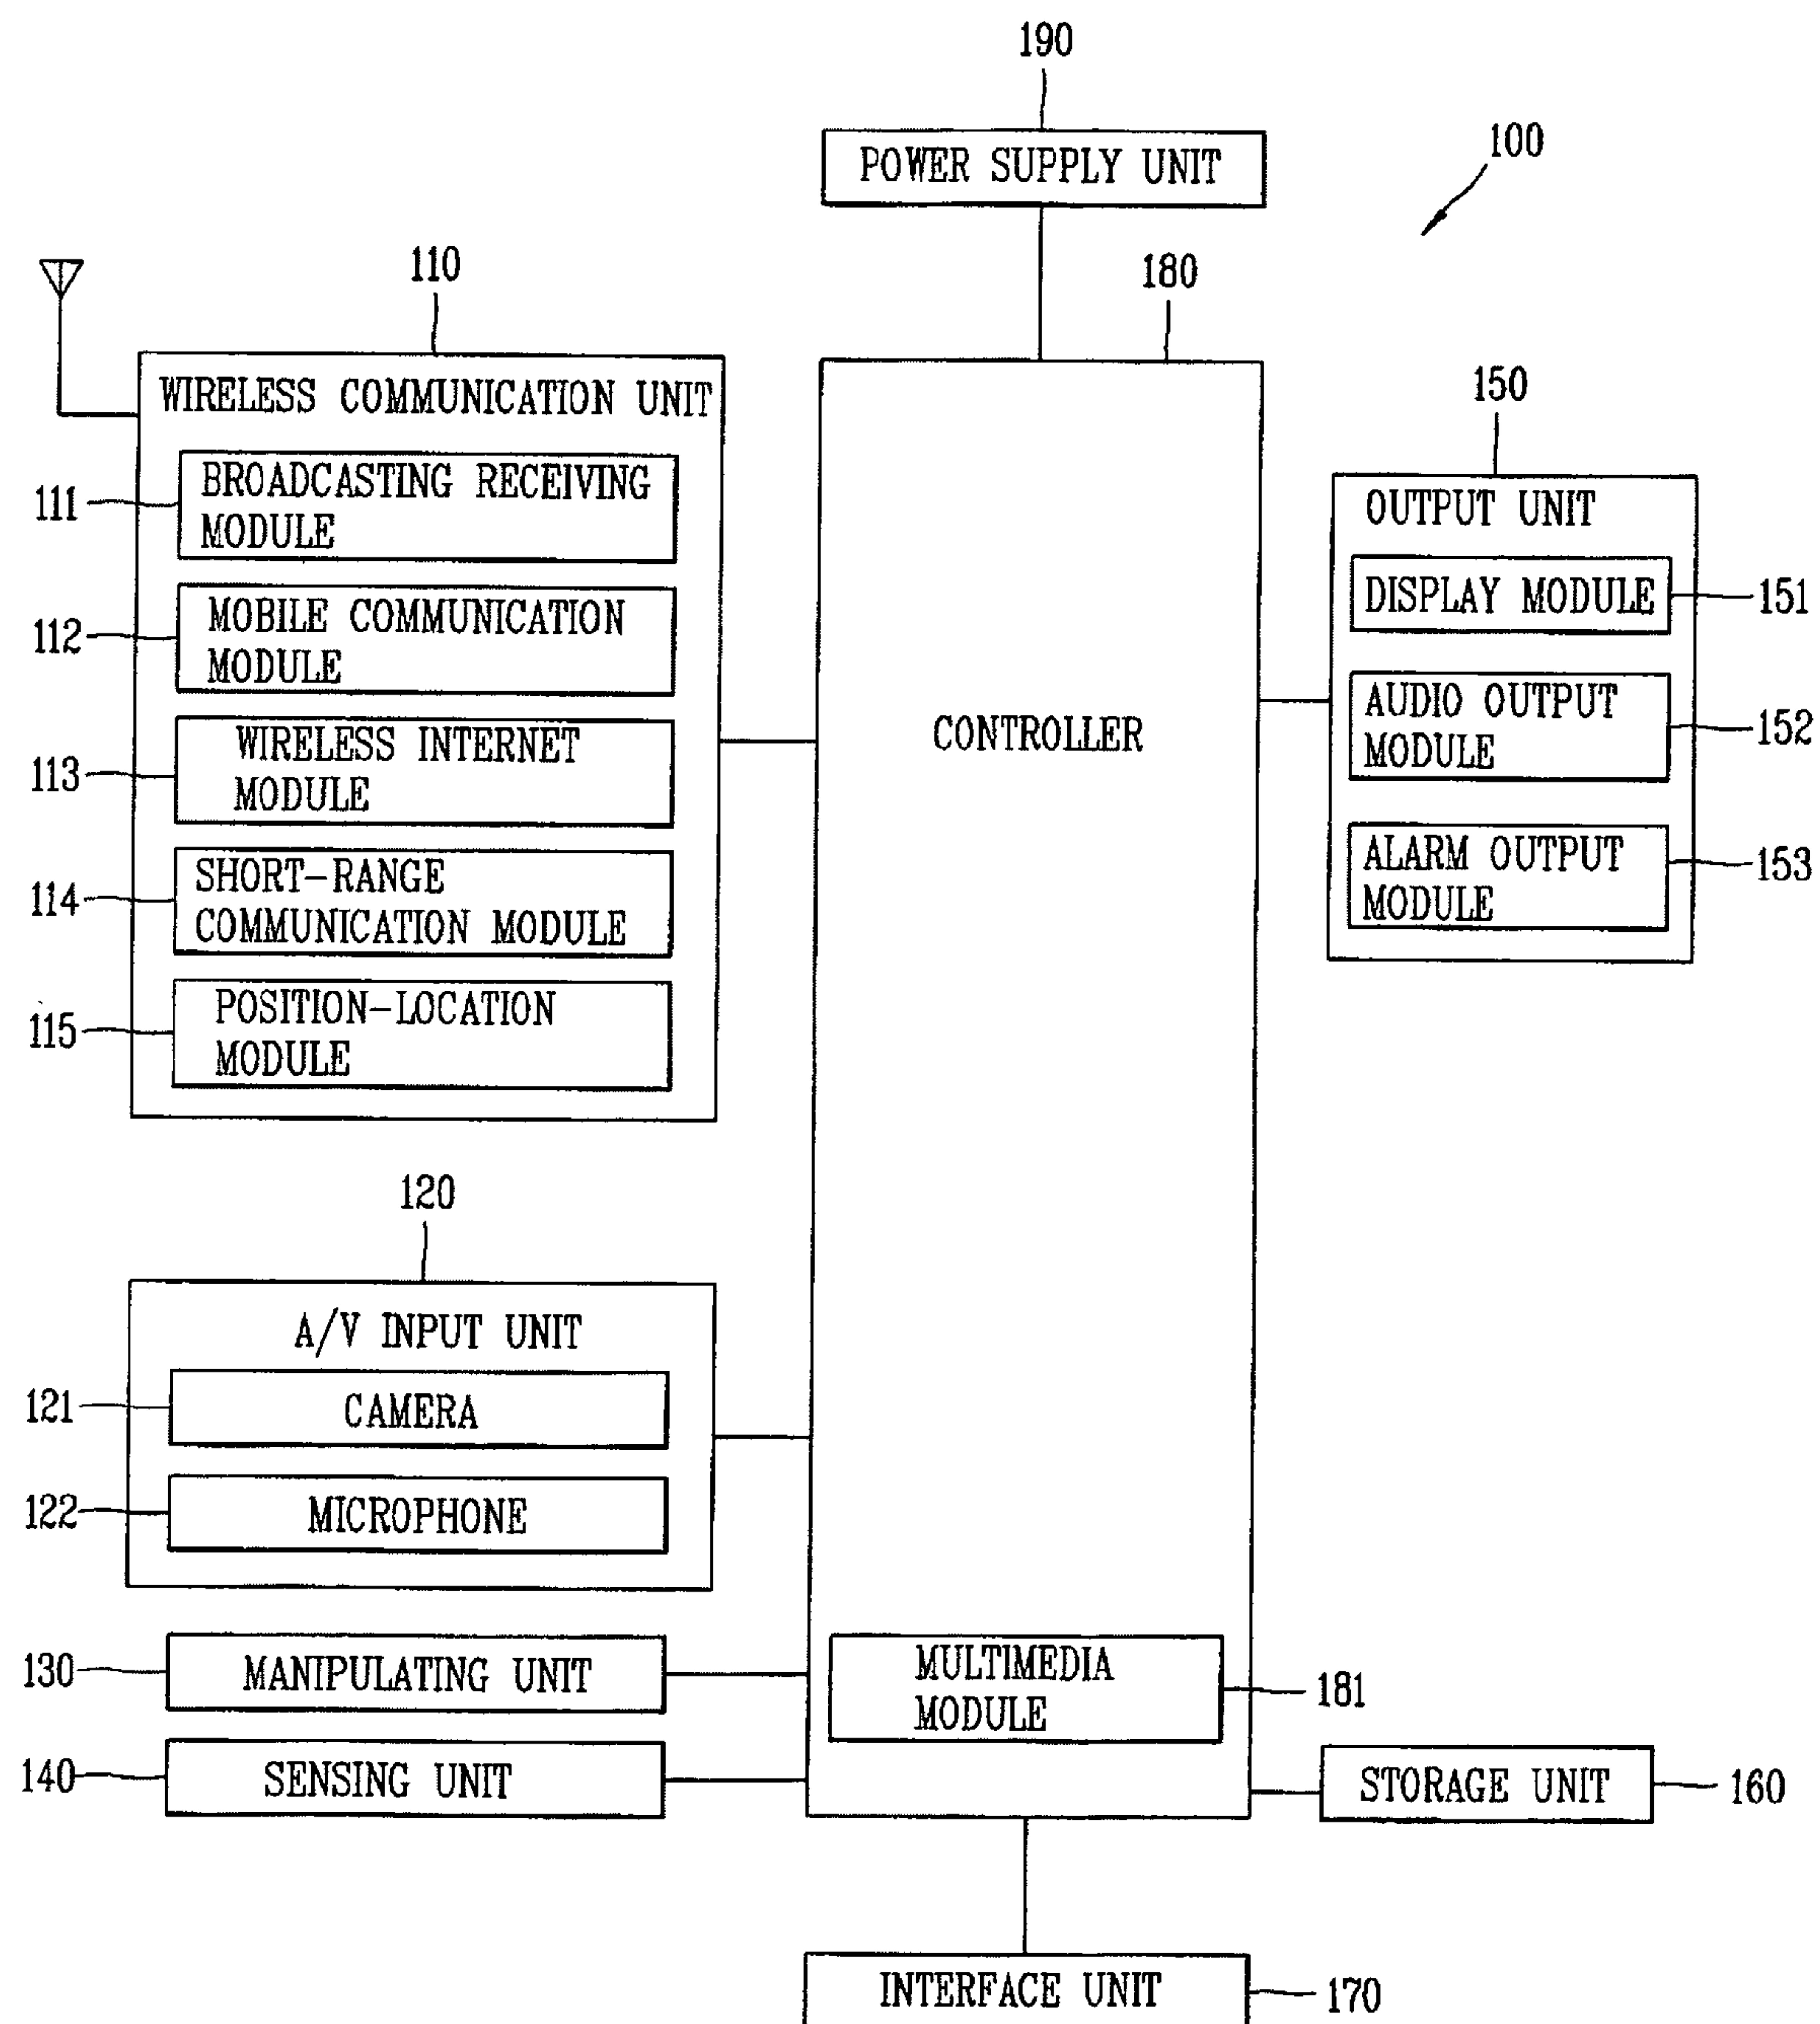 190
POWER SUPPLY UNIT
100
110
180
WIRELESS COMMUNICATION UNIT
150
111
BROADCASTING RECEIVING
MODULE
OUTPUT UNIT
112
MOBILE COMMUNICATION
MODULE
DISPLAY MODULE
151
113
WIRELESS INTERNET
MODULE
CONTROLLER
AUDIO OUTPUT
MODULE
152
114
SHORT-RANGE
COMMUNICATION MODULE
ALARM OUTPUT
MODULE
153
115
POSITION-LOCATION
MODULE
120
A/V INPUT UNIT
121
CAMERA
122
MICROPHONE
130
MANIPULATING UNIT
MULTIMEDIA
MODULE
181
140
SENSING UNIT
STORAGE UNIT
160
INTERFACE UNIT
170